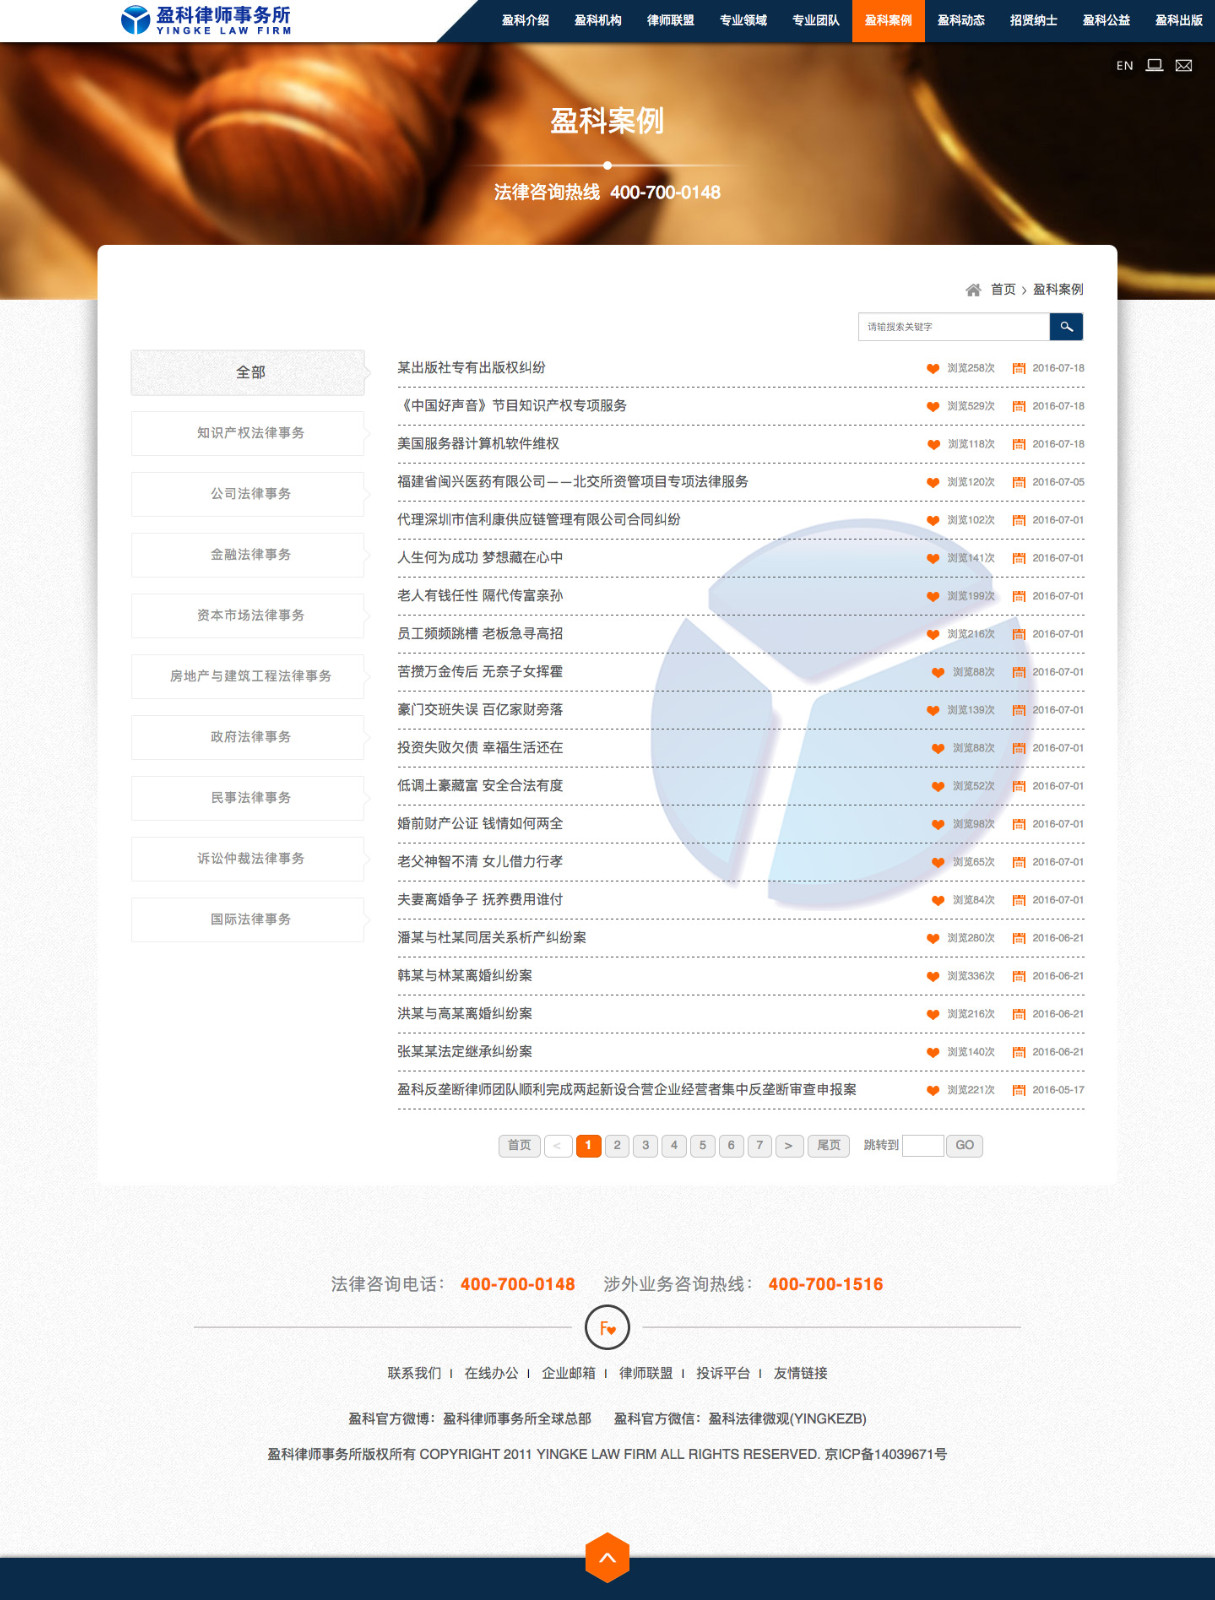 盈科律师事务所
YINGKE LAW FIRM
盈科介绍 盈科机构 律师联盟 专业领域 专业团队 盈科案例 盈科动态 招贤纳士 盈科公益 盈科出版
EN
盈科案例
法律咨询热线 400-700-0148
首页 > 盈科案例
请输搜索关键字
全部
知识产权法律事务
公司法律事务
金融法律事务
资本市场法律事务
房地产与建筑工程法律事务
政府法律事务
民事法律事务
诉讼仲裁法律事务
国际法律事务
某出版社专有出版权纠纷 浏览258次 2016-07-18
《中国好声音》节目知识产权专项服务 浏览529次 2016-07-18
美国服务器计算机软件维权 浏览118次 2016-07-18
福建省闽兴医药有限公司——北交所资管项目专项法律服务 浏览120次 2016-07-05
代理深圳市信利康供应链管理有限公司合同纠纷 浏览102次 2016-07-01
人生何为成功 梦想藏在心中 浏览141次 2016-07-01
老人有钱任性 隔代传富亲孙 浏览199次 2016-07-01
员工频频跳槽 老板急寻高招 浏览216次 2016-07-01
苦攒万金传后 无奈子女挥霍 浏览88次 2016-07-01
豪门交班失误 百亿家财旁落 浏览139次 2016-07-01
投资失败欠债 幸福生活还在 浏览88次 2016-07-01
低调土豪藏富 安全合法有度 浏览52次 2016-07-01
婚前财产公证 钱情如何两全 浏览98次 2016-07-01
老父神智不清 女儿借力行孝 浏览65次 2016-07-01
夫妻离婚争子 抚养费用谁付 浏览84次 2016-07-01
潘某与杜某同居关系析产纠纷案 浏览280次 2016-06-21
韩某与林某离婚纠纷案 浏览336次 2016-06-21
洪某与高某离婚纠纷案 浏览216次 2016-06-21
张某某法定继承纠纷案 浏览140次 2016-06-21
盈科反垄断律师团队顺利完成两起新设合营企业经营者集中反垄断审查申报案 浏览221次 2016-05-17
首页 < 1 2 3 4 5 6 7 > 尾页 跳转到 GO
法律咨询电话： 400-700-0148 涉外业务咨询热线： 400-700-1516
F
联系我们 I 在线办公 I 企业邮箱 I 律师联盟 I 投诉平台 I 友情链接
盈科官方微博：盈科律师事务所全球总部 盈科官方微信：盈科法律微观(YINGKEZB)
盈科律师事务所版权所有 COPYRIGHT 2011 YINGKE LAW FIRM ALL RIGHTS RESERVED. 京ICP备14039671号